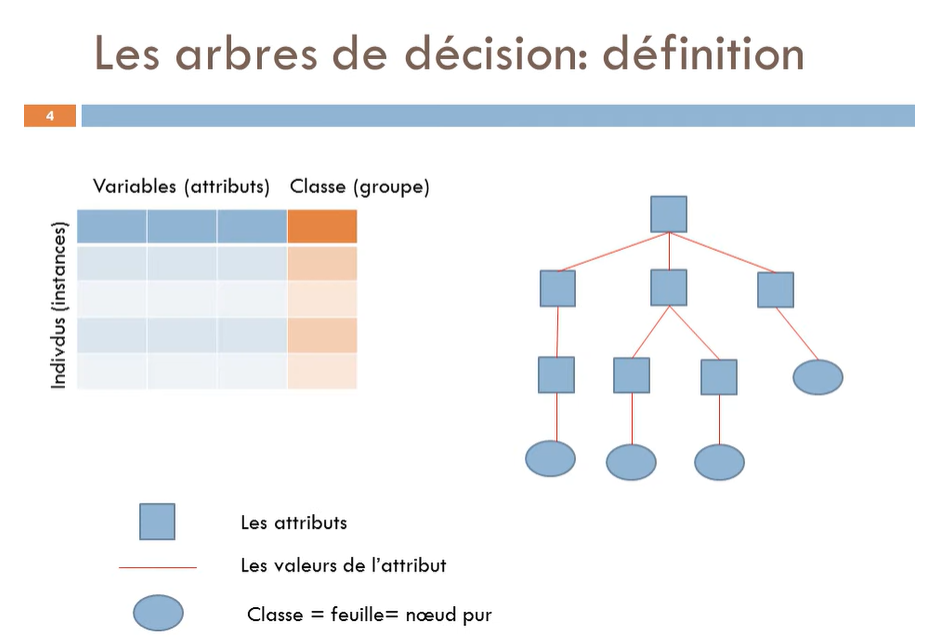 Les arbres de décision: définition
4
Variables (attributs) Classe (groupe)
Indivdus (instances)
Les attributs
Les valeurs de l'attribut
Classe = feuille= nœud pur